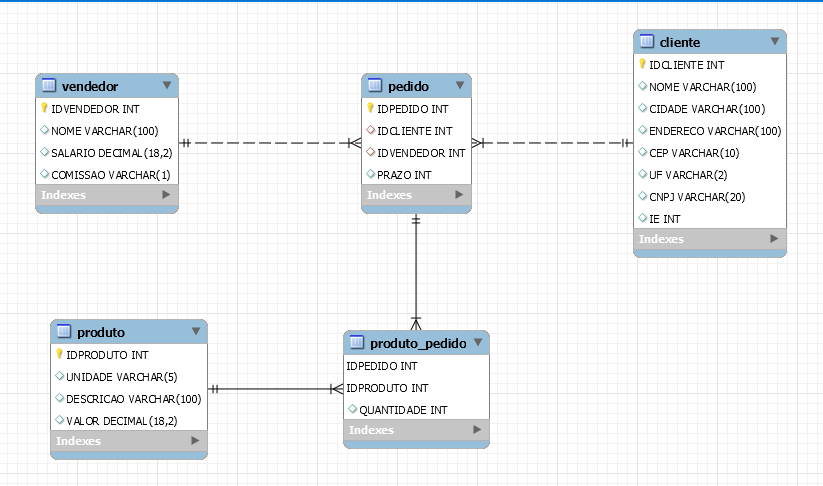 vendedor
IDVENDEDOR INT
NOME VARCHAR(100)
SALARIO DECIMAL(18,2)
COMISSAO VARCHAR(1)
Indexes
pedido
IDPEDIDO INT
IDCLIENTE INT
IDVENDEDOR INT
PRAZO INT
Indexes
cliente
IDCLIENTE INT
NOME VARCHAR(100)
CIDADE VARCHAR(100)
ENDERECO VARCHAR(100)
CEP VARCHAR(10)
UF VARCHAR(2)
CNPJ VARCHAR(20)
IE INT
Indexes
produto
IDPRODUTO INT
UNIDADE VARCHAR(5)
DESCRICAO VARCHAR(100)
VALOR DECIMAL(18,2)
Indexes
produto_pedido
IDPEDIDO INT
IDPRODUTO INT
QUANTIDADE INT
Indexes